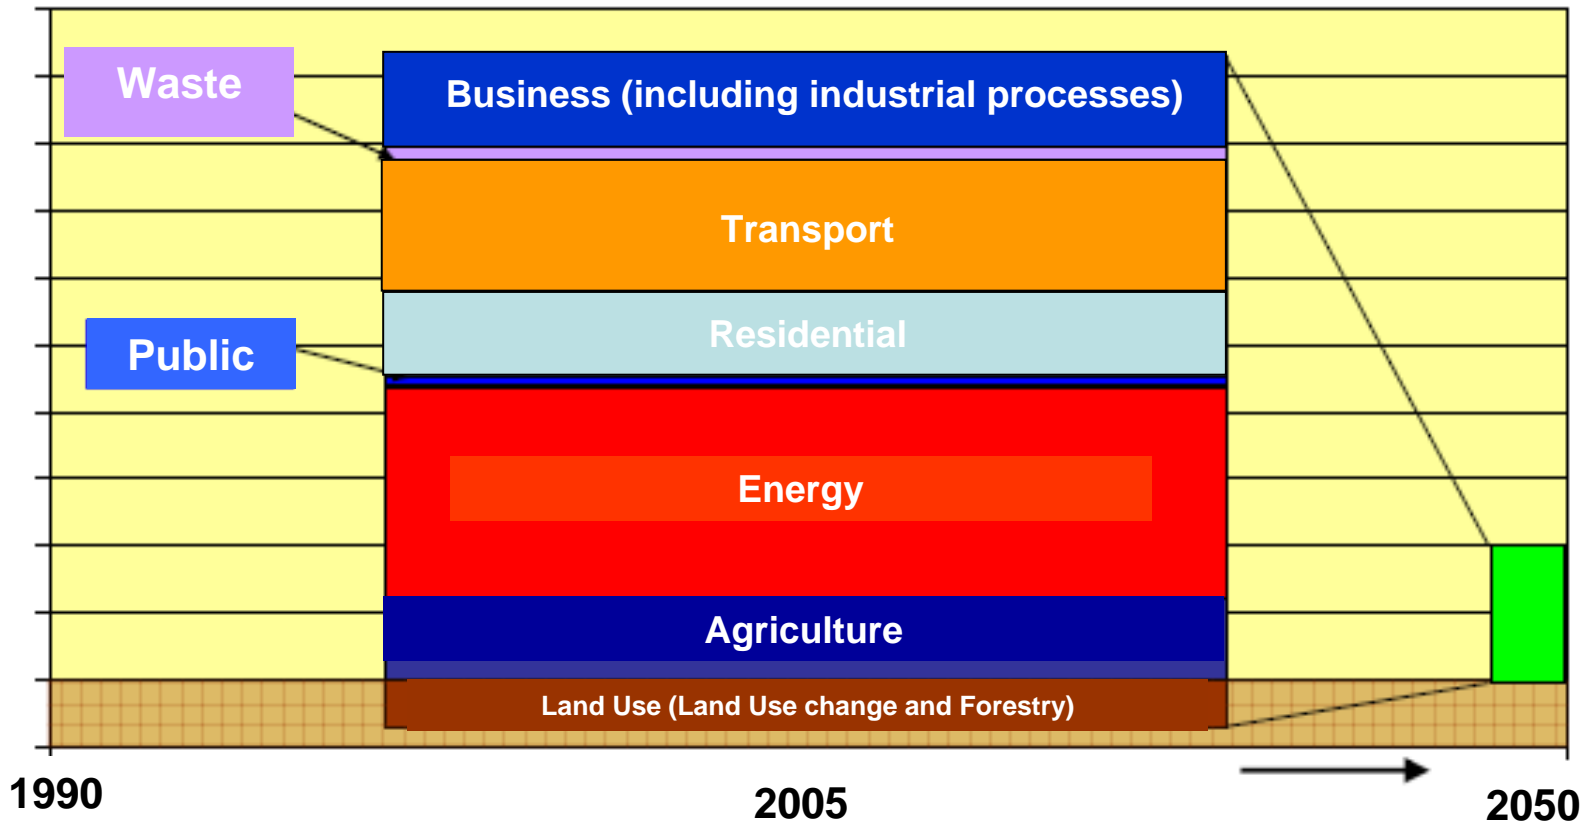 Waste
Business (including industrial processes)
Transport
Residential
Public
Energy
Agriculture
Land Use (Land Use change and Forestry)
1990
2005
2050